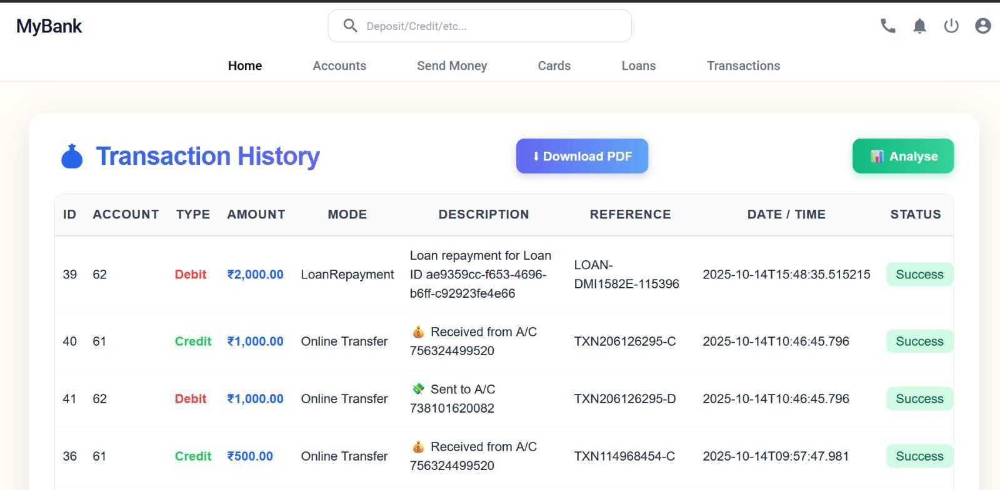 MyBank
Deposit/Credit/etc...
Home Accounts Send Money Cards Loans Transactions
Transaction History
⬇ Download PDF
📊 Analyse
ID ACCOUNT TYPE AMOUNT MODE DESCRIPTION REFERENCE DATE / TIME STATUS
39 62 Debit ₹2,000.00 LoanRepayment Loan repayment for Loan
ID ae9359cc-f653-4696-
b6ff-c92923fe4e66
LOAN-
DMI1582E-115396
2025-10-14T15:48:35.515215 Success
40 61 Credit ₹1,000.00 Online Transfer 💰 Received from A/C
756324499520
TXN206126295-C 2025-10-14T10:46:45.796 Success
41 62 Debit ₹1,000.00 Online Transfer 💸 Sent to A/C
738101620082
TXN206126295-D 2025-10-14T10:46:45.796 Success
36 61 Credit ₹500.00 Online Transfer 💰 Received from A/C
756324499520
TXN114968454-C 2025-10-14T09:57:47.981 Success